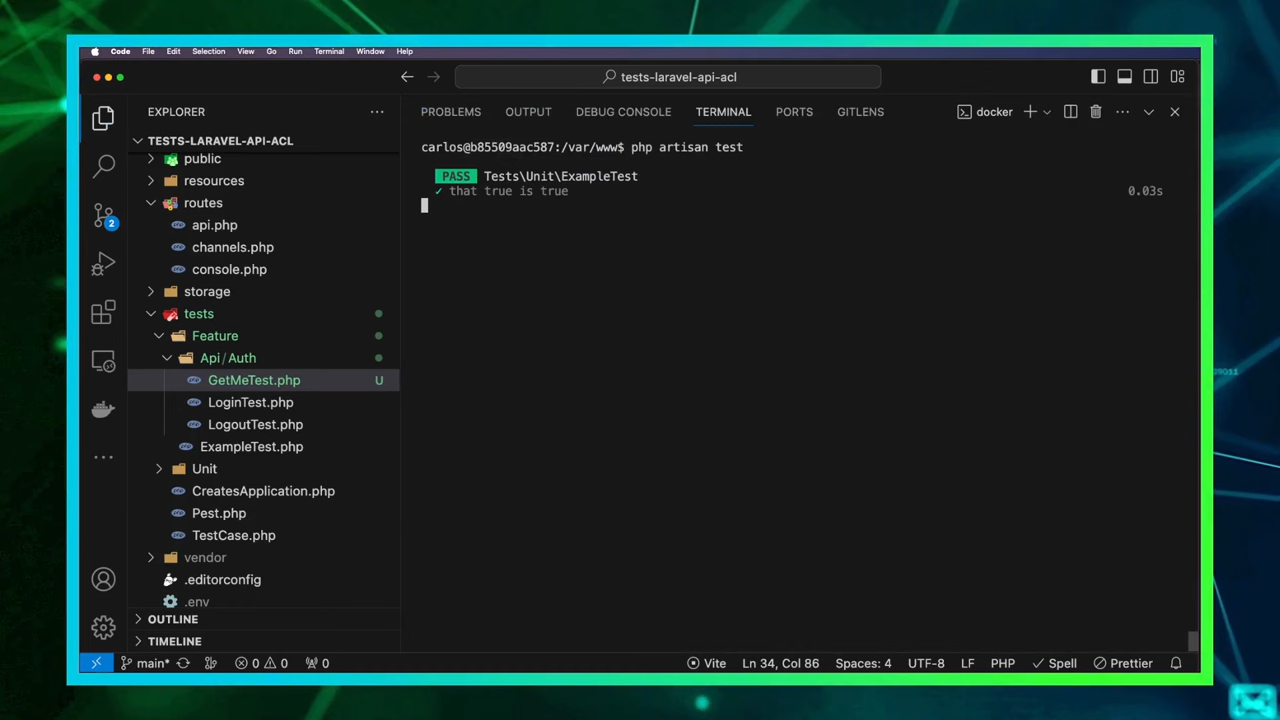 Code File Edit Selection View Go Run Terminal Window Help
tests-laravel-api-acl
EXPLORER
TESTS-LARAVEL-API-ACL
public
resources
routes
api.php
channels.php
console.php
storage
tests
Feature
Api/Auth
GetMeTest.php U
LoginTest.php
LogoutTest.php
ExampleTest.php
Unit
CreatesApplication.php
Pest.php
TestCase.php
vendor
.editorconfig
.env
OUTLINE
TIMELINE
2
PROBLEMS OUTPUT DEBUG CONSOLE TERMINAL PORTS GITLENS
docker
carlos@b85509aac587:/var/www$ php artisan test
PASS Tests\Unit\ExampleTest
✓ that true is true 0.03s
main* 0 0 0 Vite Ln 34, Col 86 Spaces: 4 UTF-8 LF PHP Spell Prettier